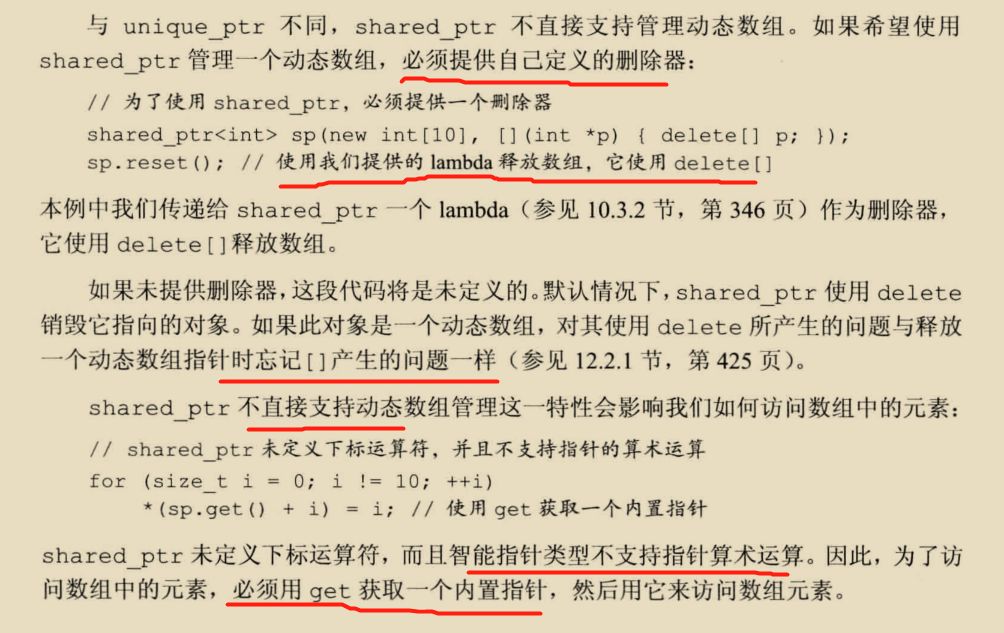 与 unique_ptr 不同，shared_ptr 不直接支持管理动态数组。如果希望使用
shared_ptr 管理一个动态数组，必须提供自己定义的删除器：
// 为了使用 shared_ptr，必须提供一个删除器
shared_ptr<int> sp(new int[10], [](int *p) { delete[] p; });
sp.reset(); // 使用我们提供的 lambda 释放数组，它使用 delete[]
本例中我们传递给 shared_ptr 一个 lambda（参见 10.3.2 节，第 346 页）作为删除器，
它使用 delete[]释放数组。
如果未提供删除器，这段代码将是未定义的。默认情况下，shared_ptr 使用 delete
销毁它指向的对象。如果此对象是一个动态数组，对其使用 delete 所产生的问题与释放
一个动态数组指针时忘记[]产生的问题一样（参见 12.2.1 节，第 425 页）。
shared_ptr 不直接支持动态数组管理这一特性会影响我们如何访问数组中的元素：
// shared_ptr 未定义下标运算符，并且不支持指针的算术运算
for (size_t i = 0; i != 10; ++i)
*(sp.get() + i) = i; // 使用 get 获取一个内置指针
shared_ptr 未定义下标运算符，而且智能指针类型不支持指针算术运算。因此，为了访
问数组中的元素，必须用 get 获取一个内置指针，然后用它来访问数组元素。